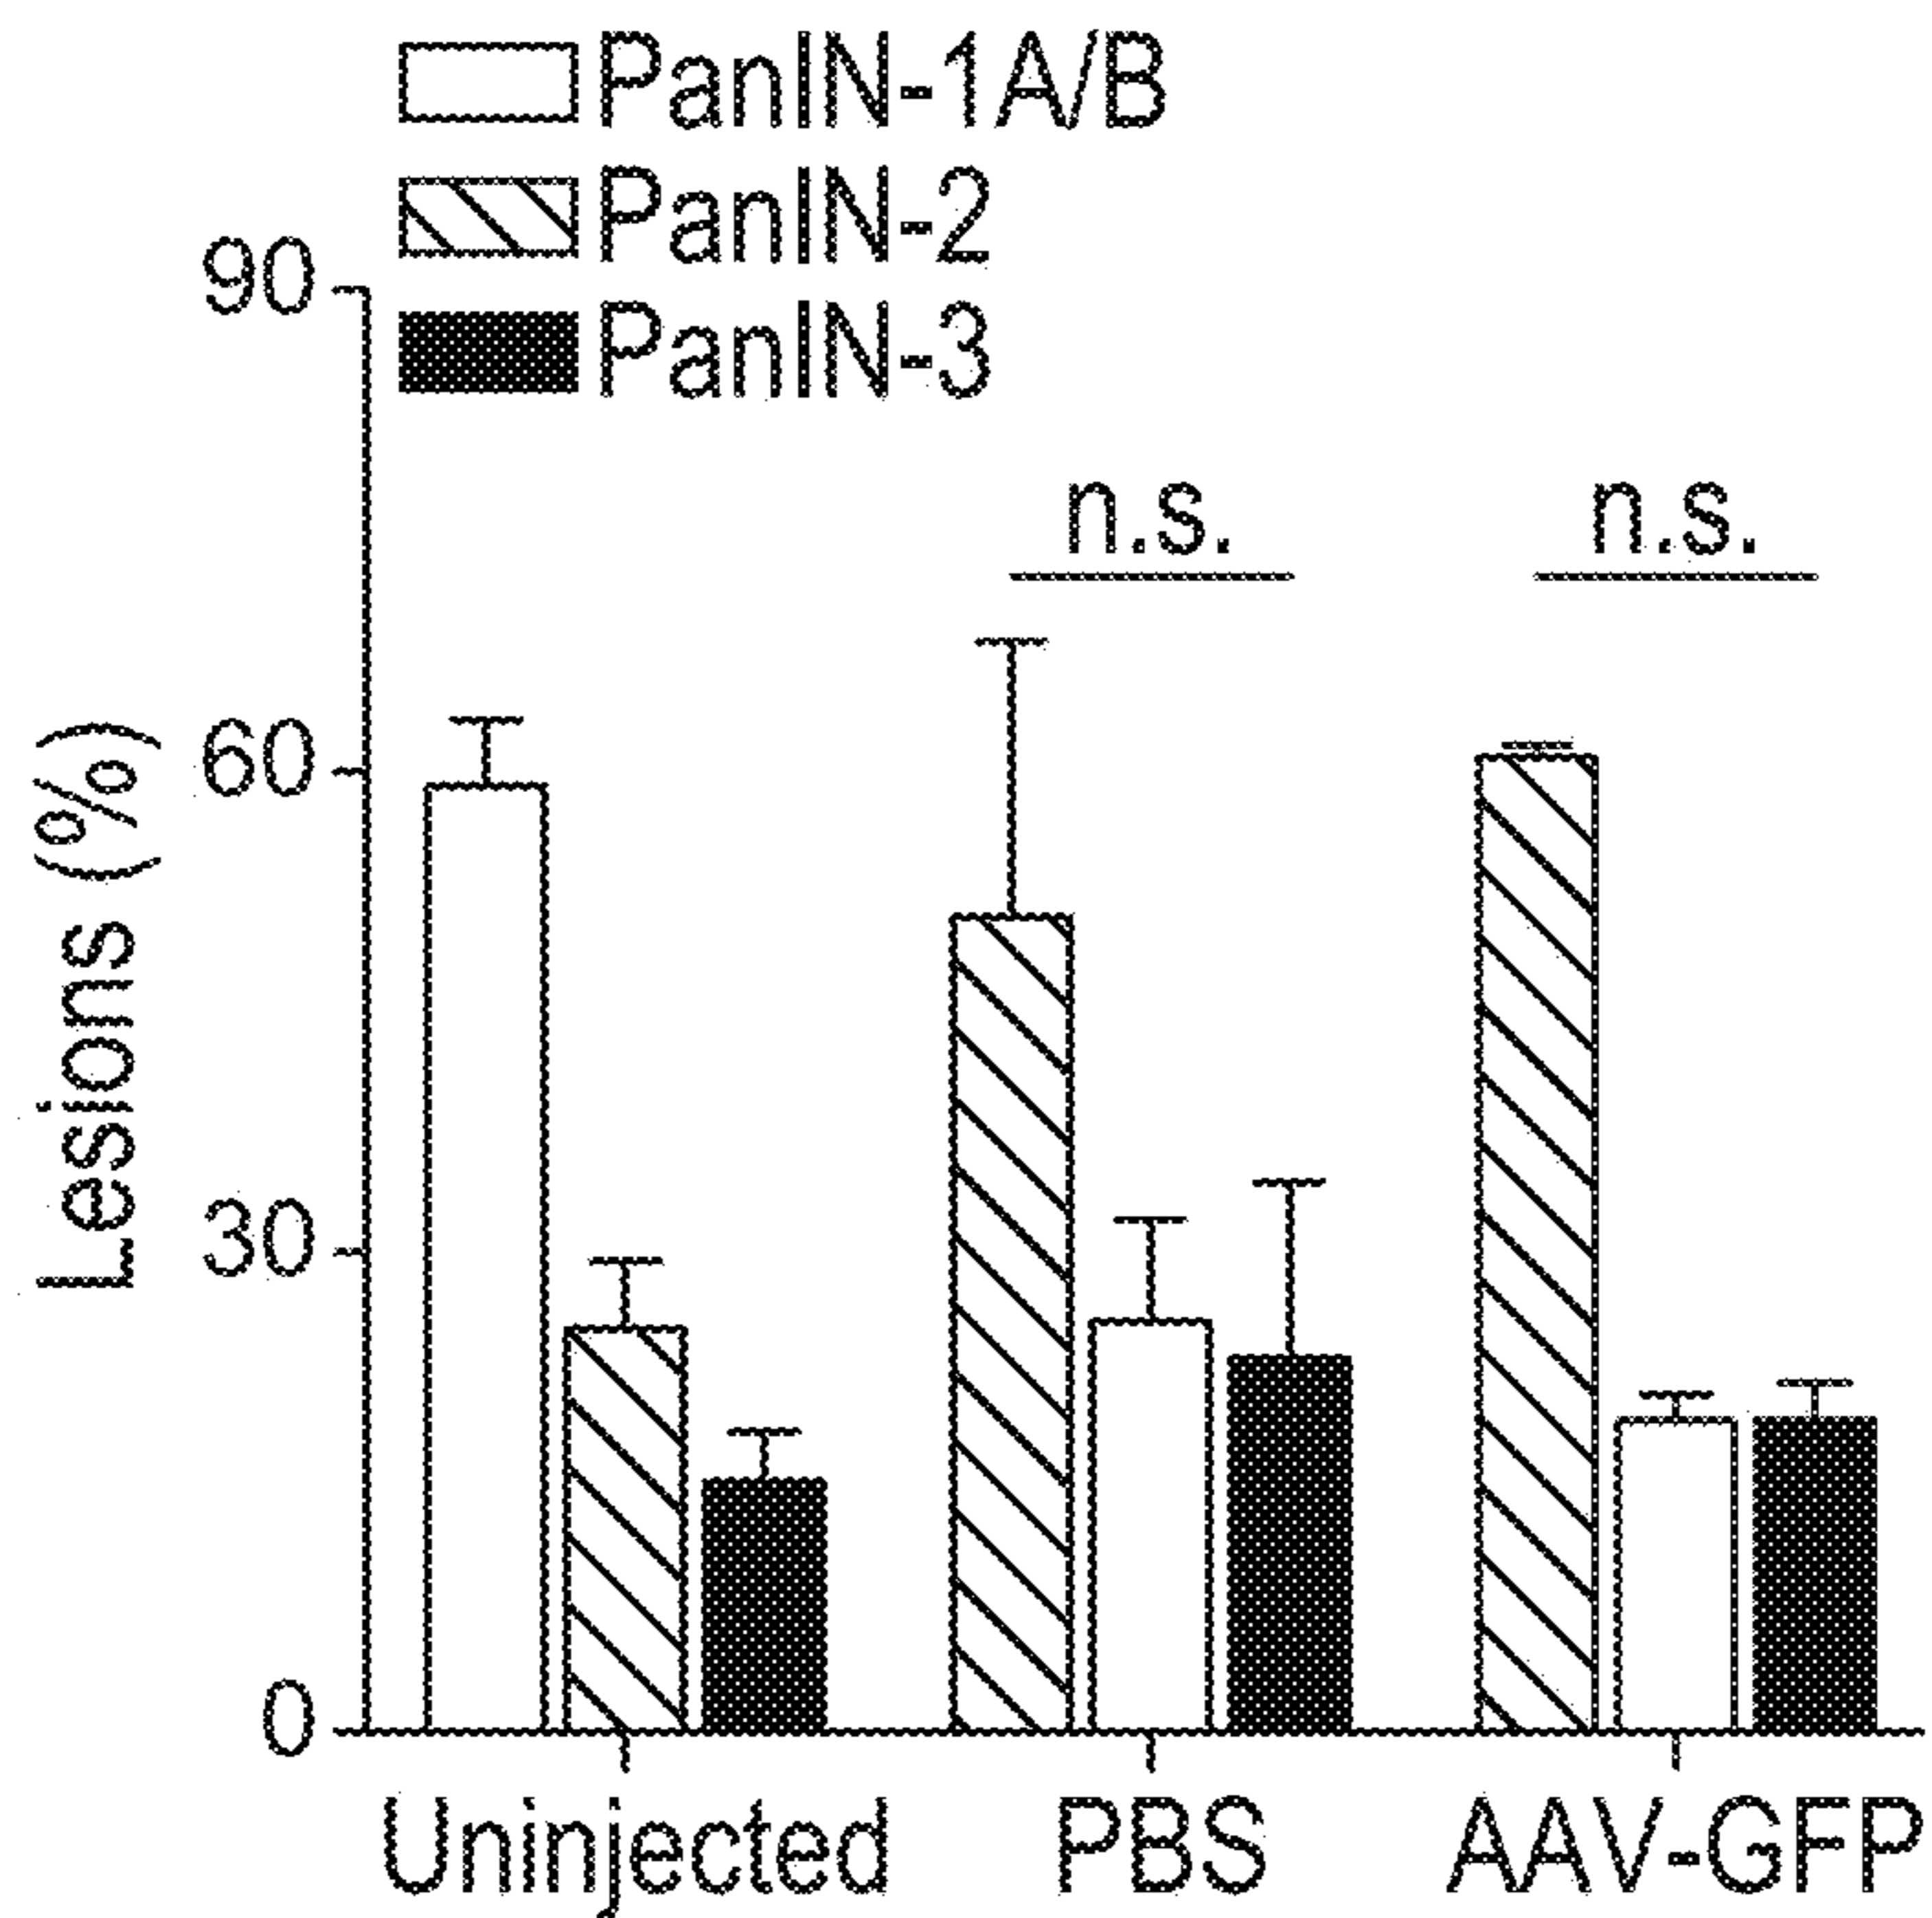 PanIN-1A/B
PanIN-2
PanIN-3
90
60
30
0
Lesions (%)
n.s.
n.s.
Uninjected
PBS
AAV-GFP